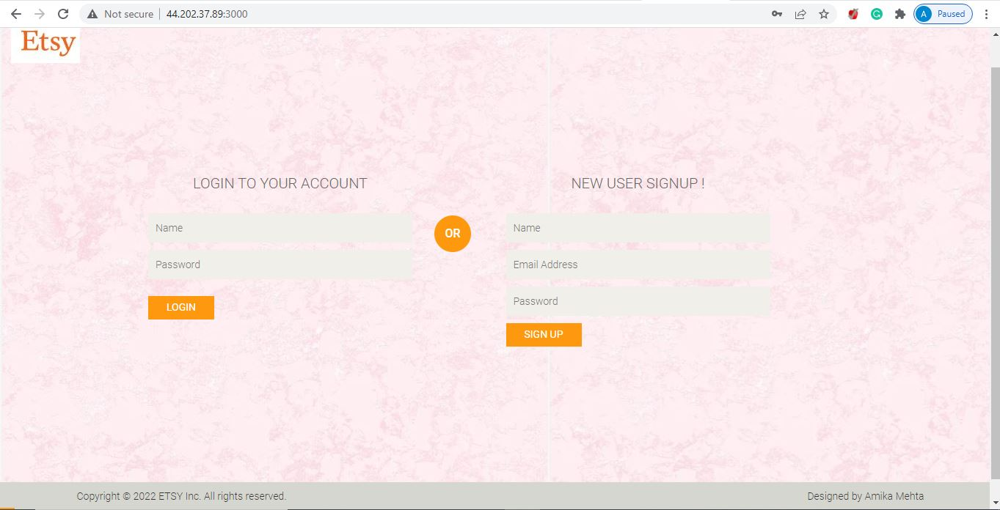 Not secure
44.202.37.89:3000
A
Paused
Etsy
LOGIN TO YOUR ACCOUNT
Name
Password
LOGIN
OR
NEW USER SIGNUP !
Name
Email Address
Password
SIGN UP
Copyright © 2022 ETSY Inc. All rights reserved.
Designed by Amika Mehta